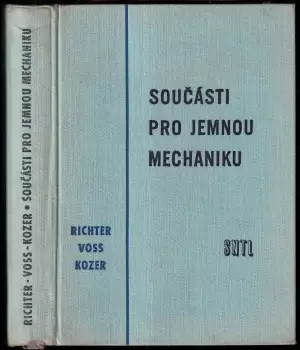 RICHTER - VOSS - KOZER • SOUČÁSTI PRO JEMNOU MECHANIKU
SOUČÁSTI
PRO JEMNOU
MECHANIKU
RICHTER
VOSS
KOZER
SNTL